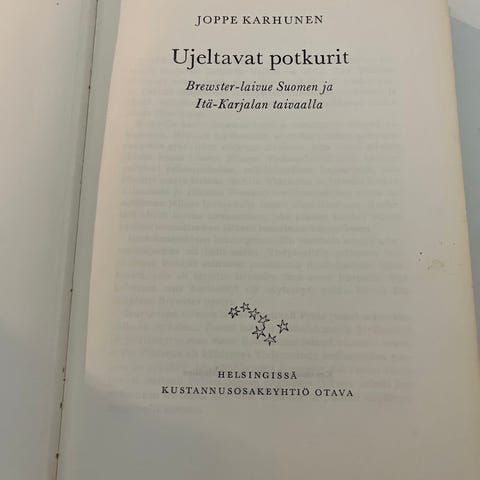 JOPPE KARHUNEN
Ujeltavat potkurit
Brewster-laivue Suomen ja
Itä-Karjalan taivaalla
HELSINGISSÄ
KUSTANNUSOSAKEYHTIÖ OTAVA